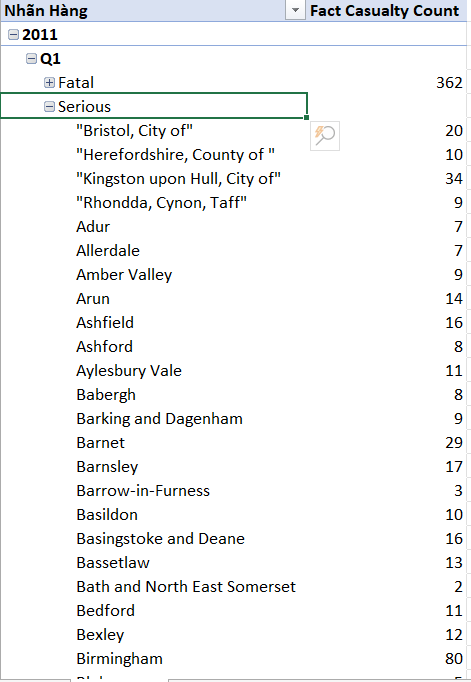 Nhãn Hàng Fact Casualty Count
2011
Q1
Fatal 362
Serious
"Bristol, City of" 20
"Herefordshire, County of " 10
"Kingston upon Hull, City of" 34
"Rhondda, Cynon, Taff" 9
Adur 7
Allerdale 7
Amber Valley 9
Arun 14
Ashfield 16
Ashford 8
Aylesbury Vale 11
Babergh 8
Barking and Dagenham 9
Barnet 29
Barnsley 17
Barrow-in-Furness 3
Basildon 10
Basingstoke and Deane 16
Bassetlaw 13
Bath and North East Somerset 2
Bedford 11
Bexley 12
Birmingham 80